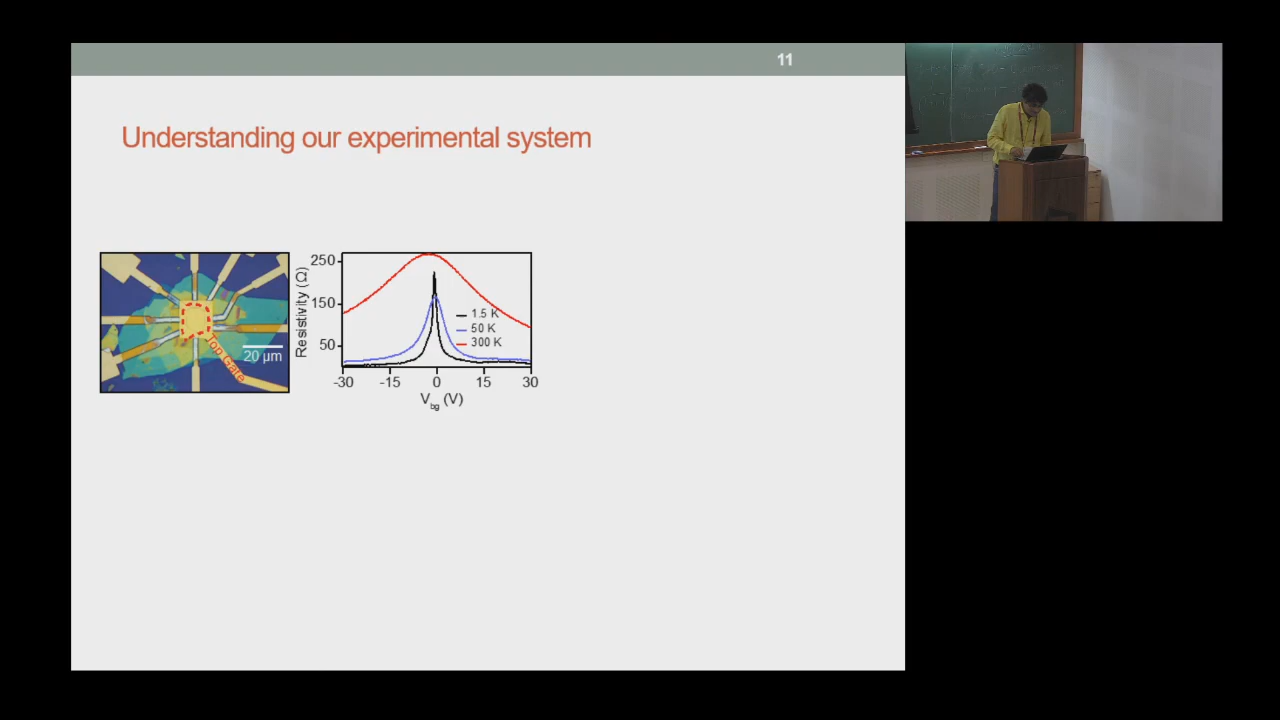 11
Understanding our experimental system
20 µm
Top Gate
Resistivity (Ω)
250
150
50
1.5 K
50 K
300 K
-30 -15 0 15 30
Vbg (V)